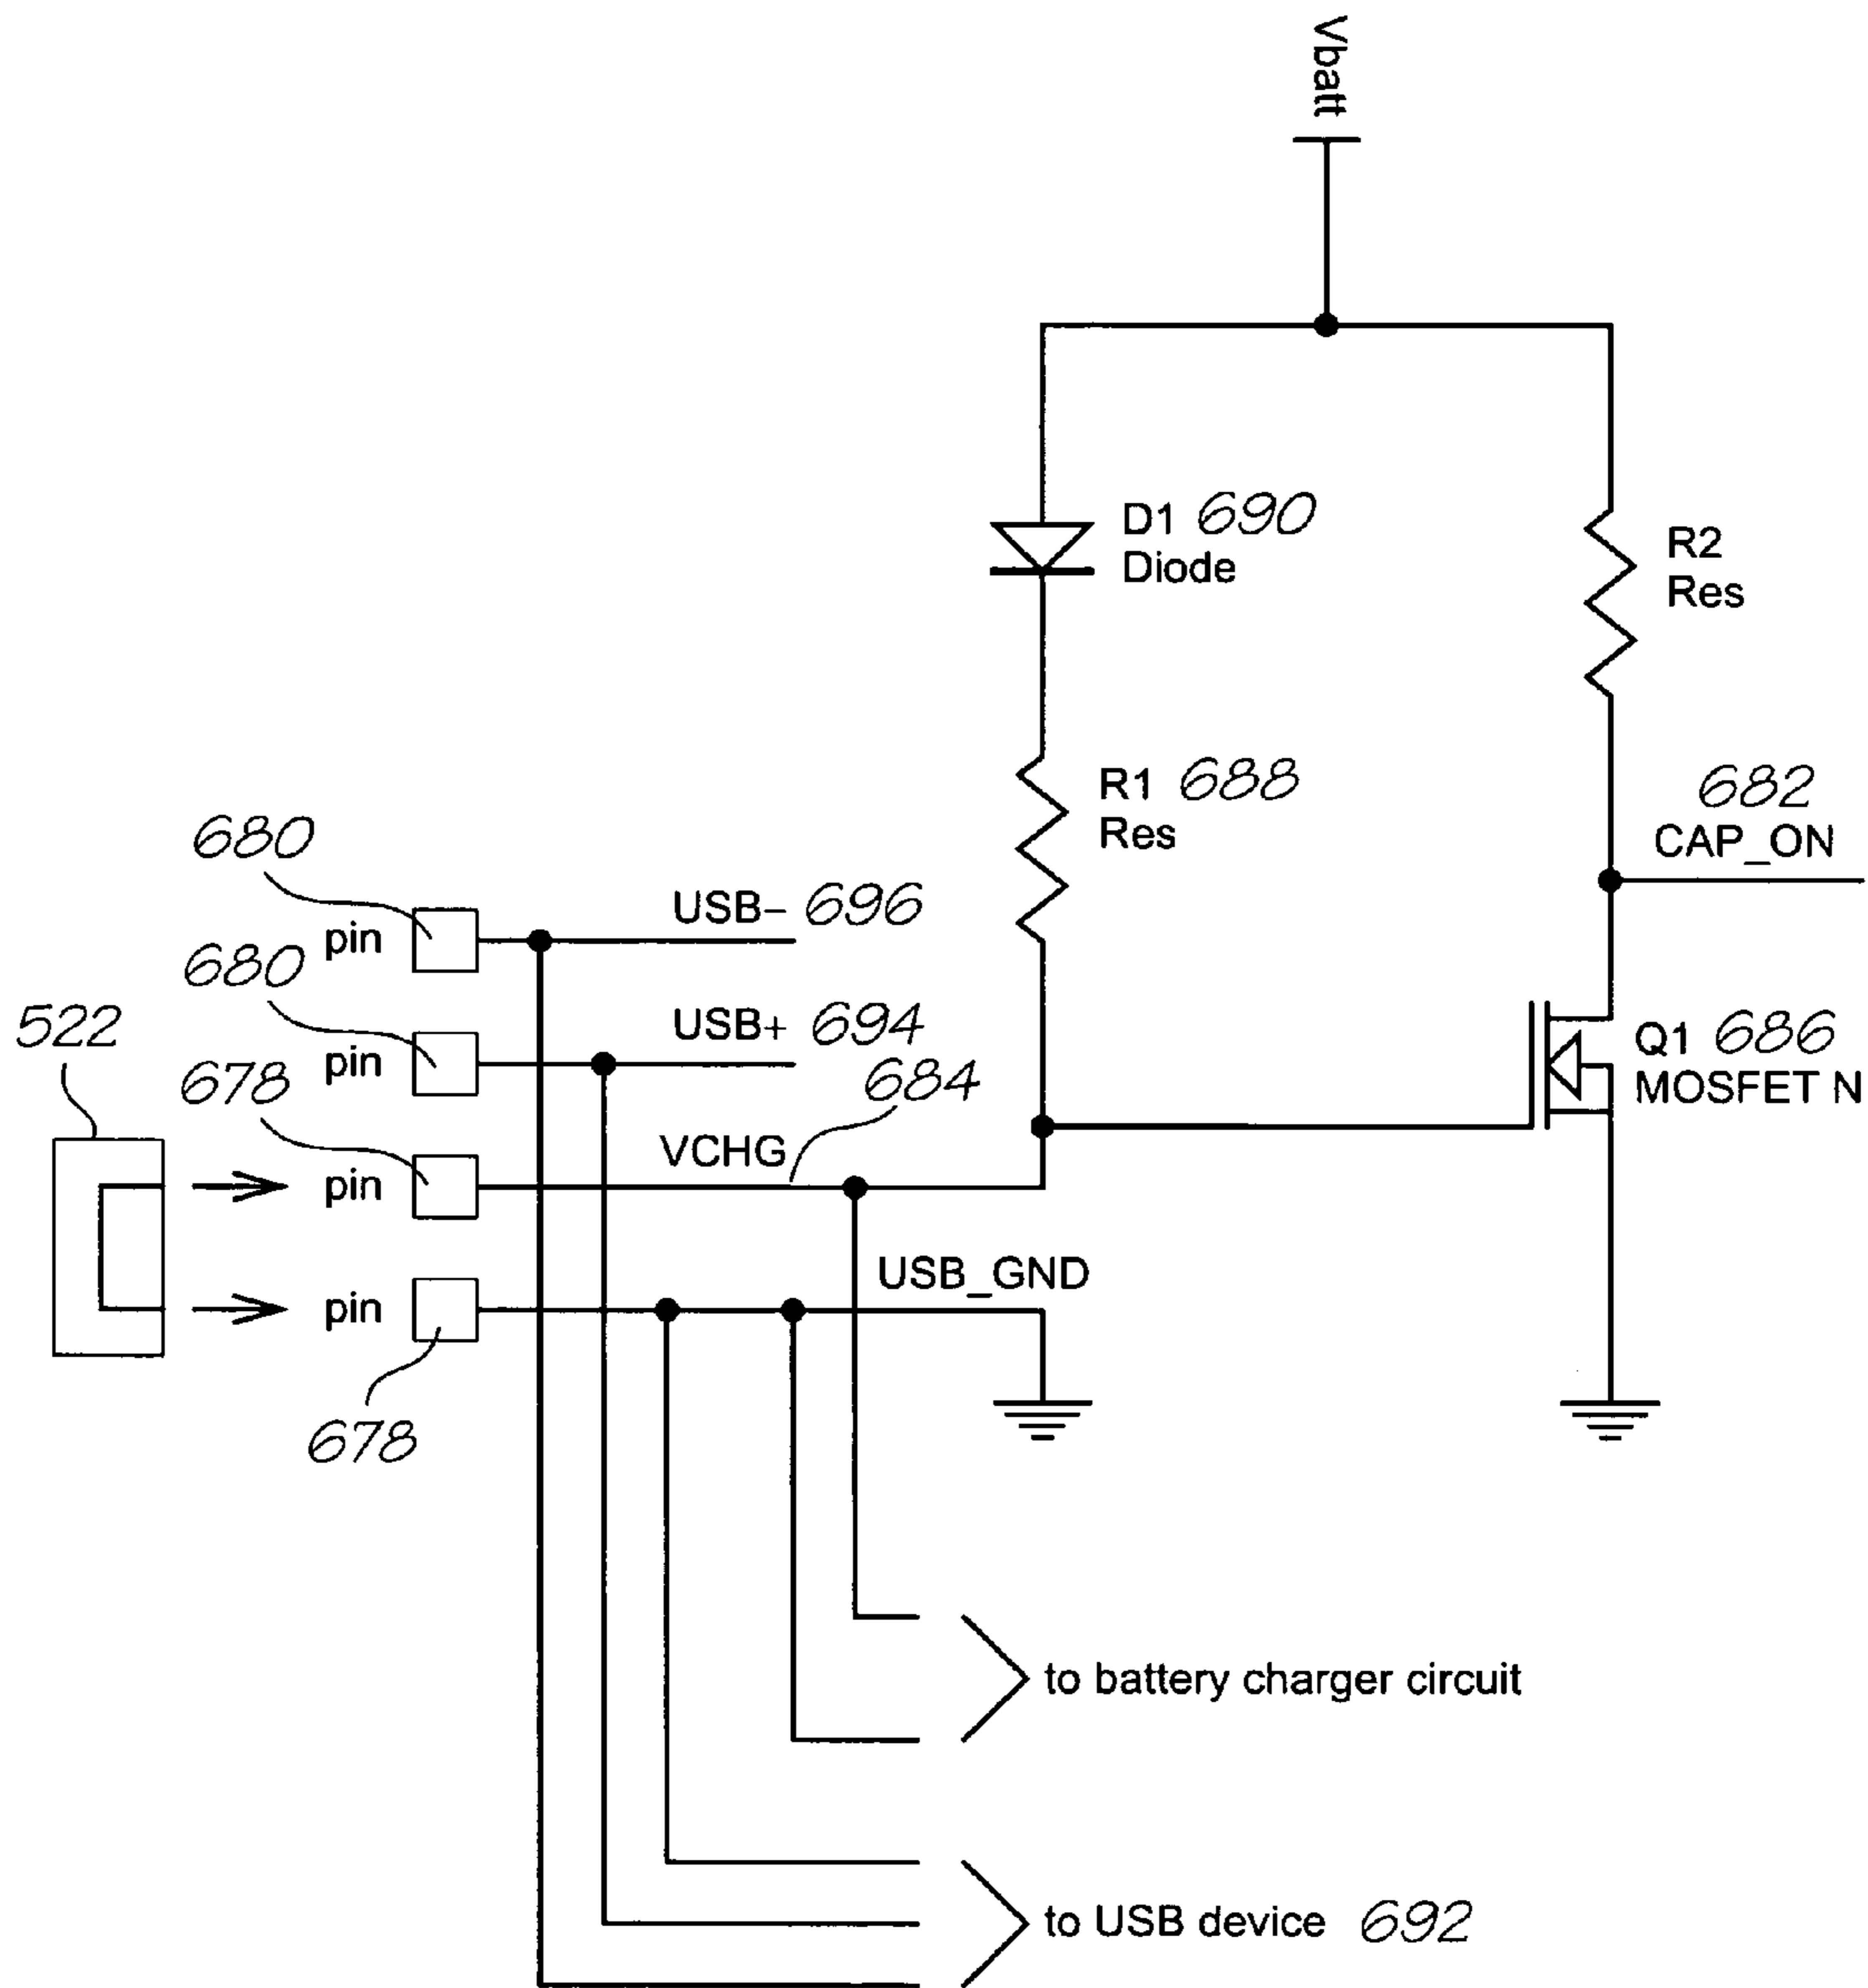 Vbatt
D1 690
Diode
R2
Res
R1 688
Res
682
CAP_ON
680
pin
USB– 696
680
pin
USB+ 694
684
522
678
pin
VCHG
Q1 686
MOSFET N
pin
USB_GND
678
to battery charger circuit
to USB device 692